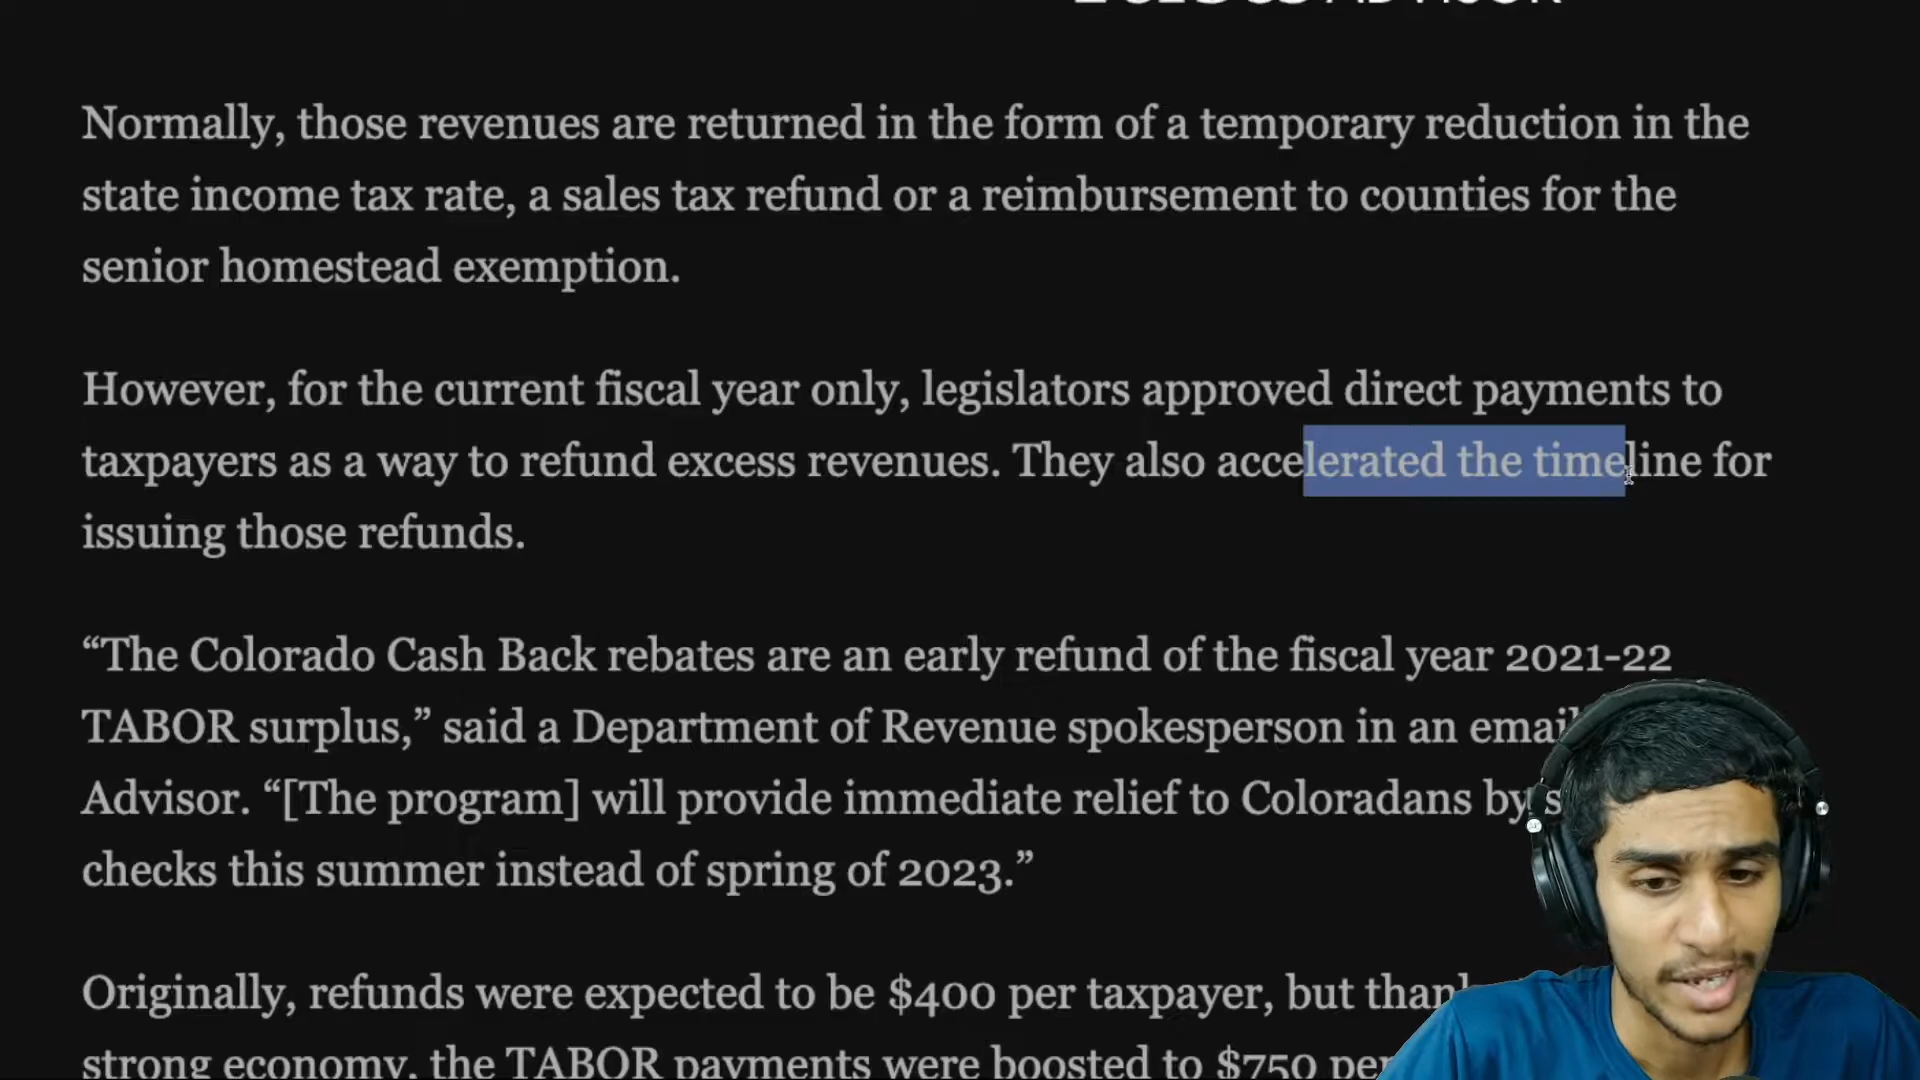 ADVISOR
Normally, those revenues are returned in the form of a temporary reduction in the
state income tax rate, a sales tax refund or a reimbursement to counties for the
senior homestead exemption.
However, for the current fiscal year only, legislators approved direct payments to
taxpayers as a way to refund excess revenues. They also accelerated the timeline for
issuing those refunds.
“The Colorado Cash Back rebates are an early refund of the fiscal year 2021-22
TABOR surplus,” said a Department of Revenue spokesperson in an email
Advisor. “[The program] will provide immediate relief to Coloradans by
checks this summer instead of spring of 2023.”
Originally, refunds were expected to be $400 per taxpayer, but
strong economy, the TABOR payments were boosted to $750 per